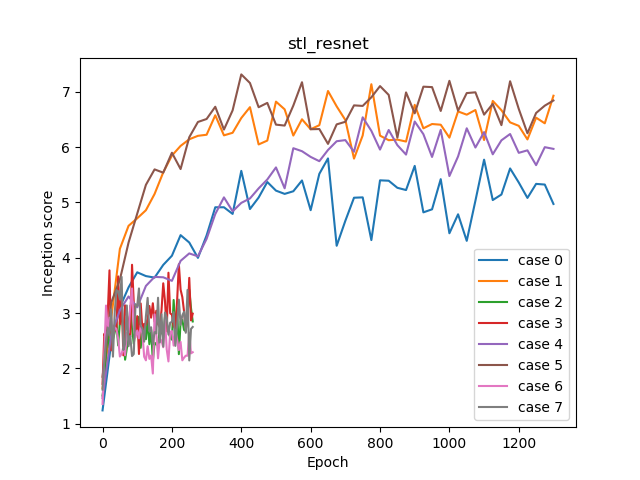 stl_resnet
Inception score
7
6
5
4
3
2
1
0
200
400
600
800
1000
1200
Epoch
case 0
case 1
case 2
case 3
case 4
case 5
case 6
case 7